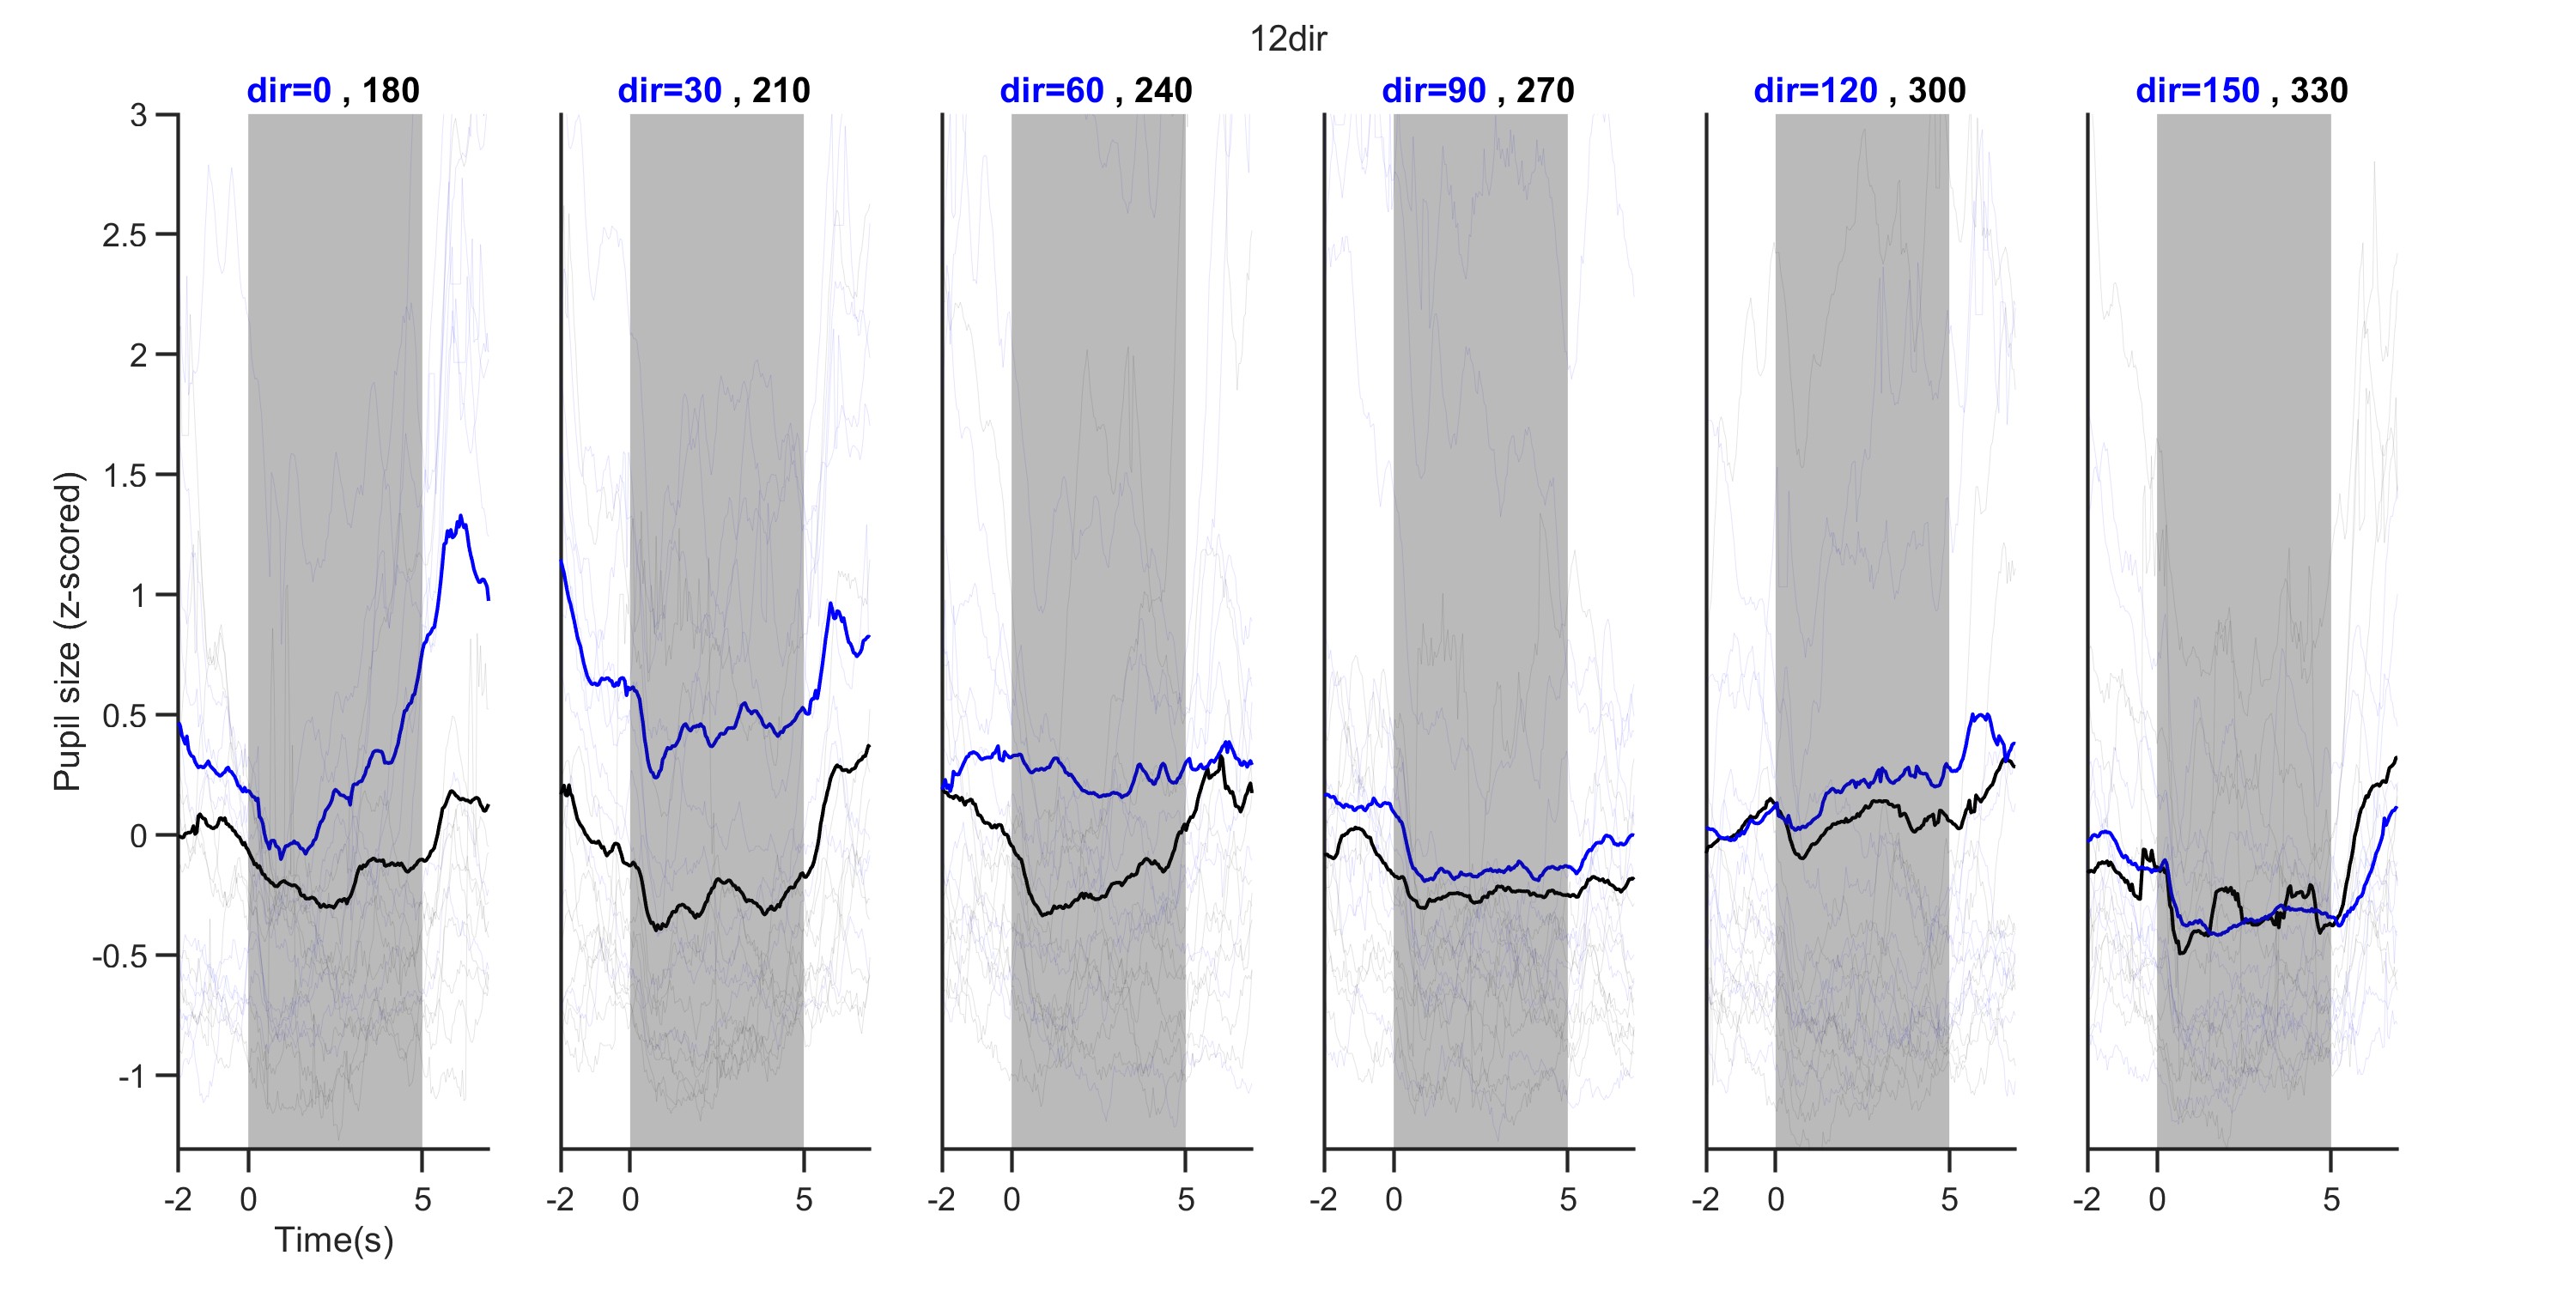 12dir
dir=0 , 180
dir=30 , 210
dir=60 , 240
dir=90 , 270
dir=120 , 300
dir=150 , 330
Pupil size (z-scored)
3
2.5
2
1.5
1
0.5
0
-0.5
-1
-2 0 5
-2 0 5
-2 0 5
-2 0 5
-2 0 5
-2 0 5
Time(s)